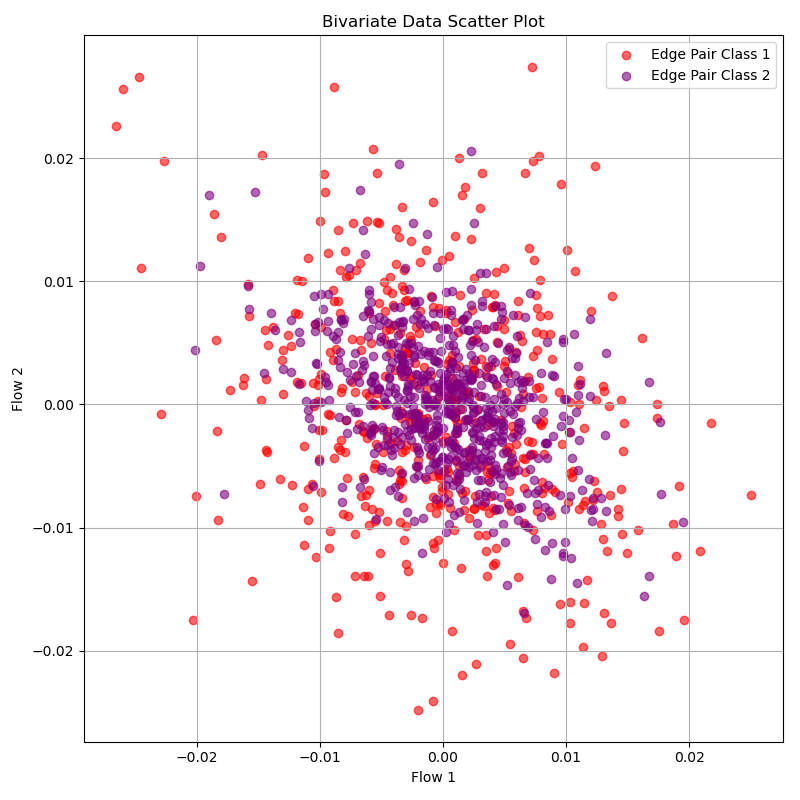 Bivariate Data Scatter Plot
Edge Pair Class 1
Edge Pair Class 2
0.02
0.01
0.00
−0.01
−0.02
Flow 2
−0.02
−0.01
0.00
0.01
0.02
Flow 1